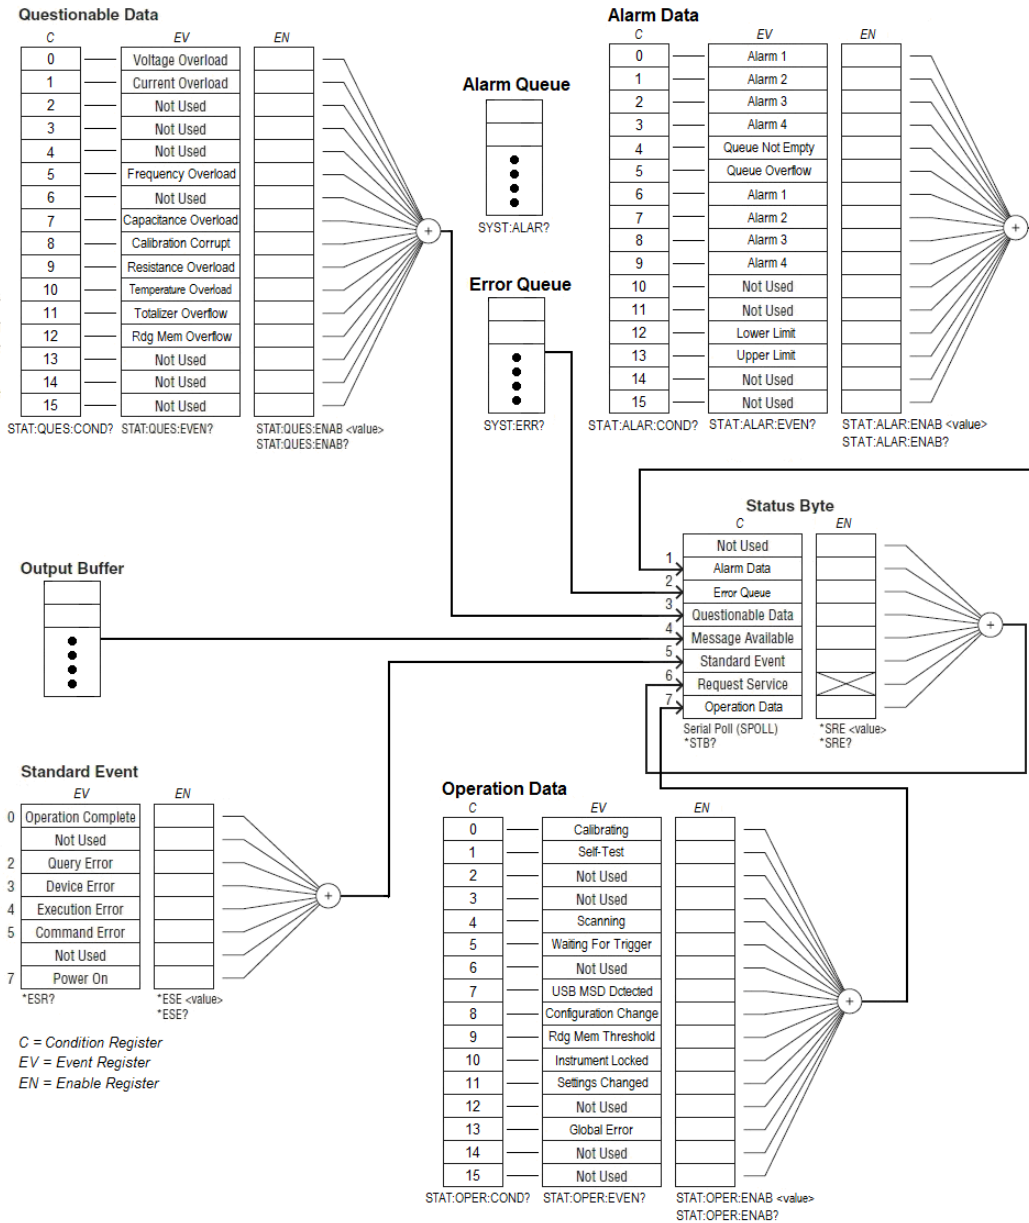 Questionable Data
C EV EN
0 Voltage Overload
1 Current Overload
2 Not Used
3 Not Used
4 Not Used
5 Frequency Overload
6 Not Used
7 Capacitance Overload
8 Calibration Corrupt
9 Resistance Overload
10 Temperature Overload
11 Totalizer Overflow
12 Rdg Mem Overflow
13 Not Used
14 Not Used
15 Not Used
STAT:QUES:COND? STAT:QUES:EVEN? STAT:QUES:ENAB <value>
STAT:QUES:ENAB?
+
Alarm Queue
SYST:ALAR?
Error Queue
SYST:ERR?
Alarm Data
C EV EN
0 Alarm 1
1 Alarm 2
2 Alarm 3
3 Alarm 4
4 Queue Not Empty
5 Queue Overflow
6 Alarm 1
7 Alarm 2
8 Alarm 3
9 Alarm 4
10 Not Used
11 Not Used
12 Lower Limit
13 Upper Limit
14 Not Used
15 Not Used
STAT:ALAR:COND? STAT:ALAR:EVEN? STAT:ALAR:ENAB <value>
STAT:ALAR:ENAB?
+
Output Buffer
Status Byte
C EN
Not Used
1 Alarm Data
2 Error Queue
3 Questionable Data
4 Message Available
5 Standard Event
6 Request Service
7 Operation Data
Serial Poll (SPOLL) *SRE <value>
*STB? *SRE?
+
Standard Event
EV EN
0 Operation Complete
Not Used
2 Query Error
3 Device Error
4 Execution Error
5 Command Error
Not Used
7 Power On
*ESR? *ESE <value>
*ESE?
+
C = Condition Register
EV = Event Register
EN = Enable Register
Operation Data
C EV EN
0 Calibrating
1 Self-Test
2 Not Used
3 Not Used
4 Scanning
5 Waiting For Trigger
6 Not Used
7 USB MSD Dctected
8 Configuration Change
9 Rdg Mem Threshold
10 Instrument Locked
11 Settings Changed
12 Not Used
13 Global Error
14 Not Used
15 Not Used
STAT:OPER:COND? STAT:OPER:EVEN? STAT:OPER:ENAB <value>
STAT:OPER:ENAB?
+